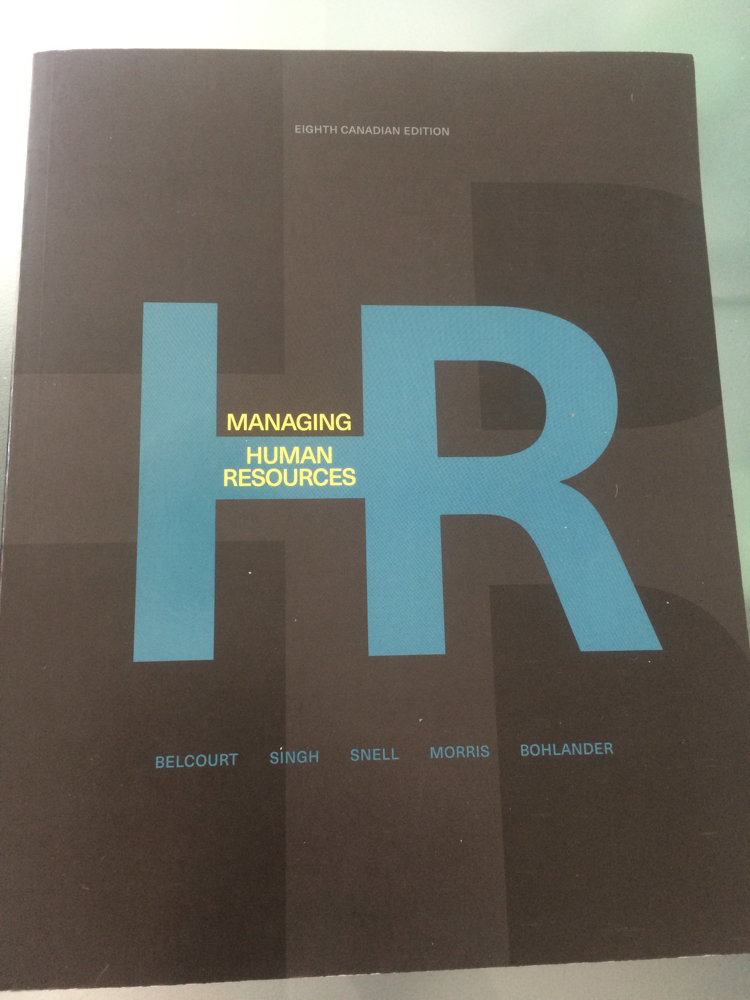 EIGHTH CANADIAN EDITION
HR
MANAGING
HUMAN
RESOURCES
BELCOURT SINGH SNELL MORRIS BOHLANDER